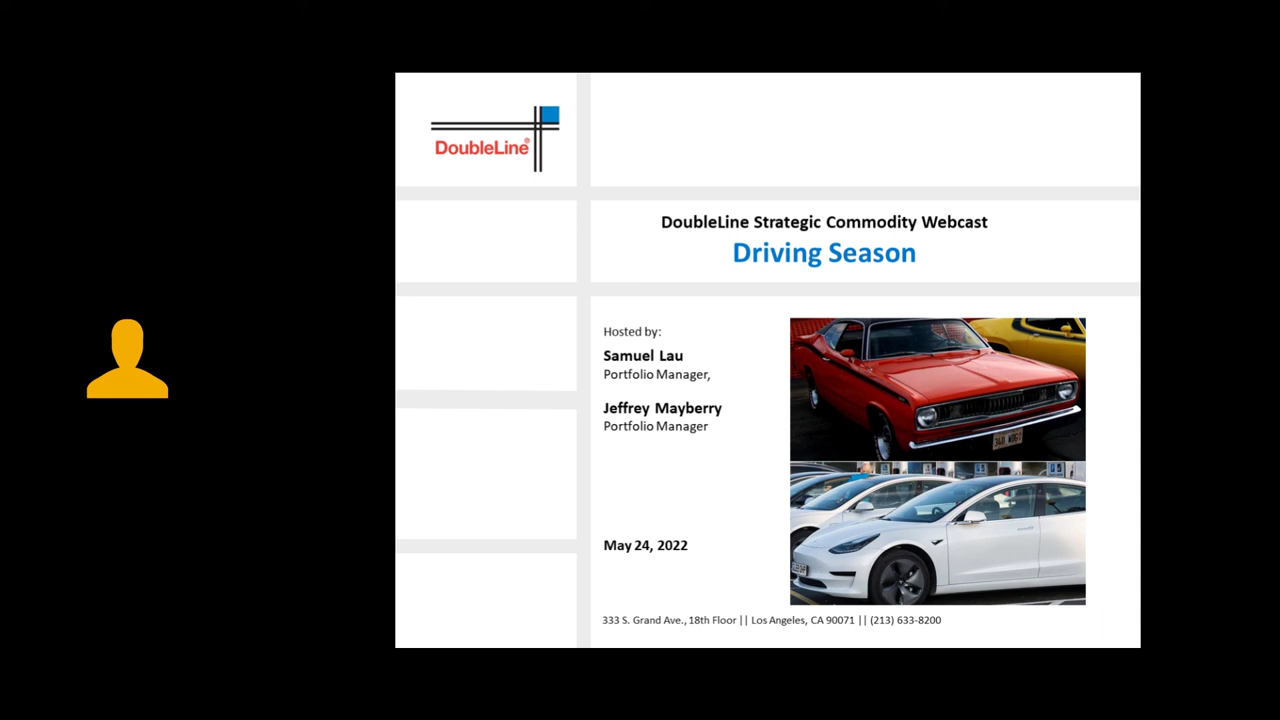 DoubleLine®
DoubleLine Strategic Commodity Webcast
Driving Season
Hosted by:
Samuel Lau
Portfolio Manager,
Jeffrey Mayberry
Portfolio Manager
May 24, 2022
333 S. Grand Ave., 18th Floor || Los Angeles, CA 90071 || (213) 633-8200